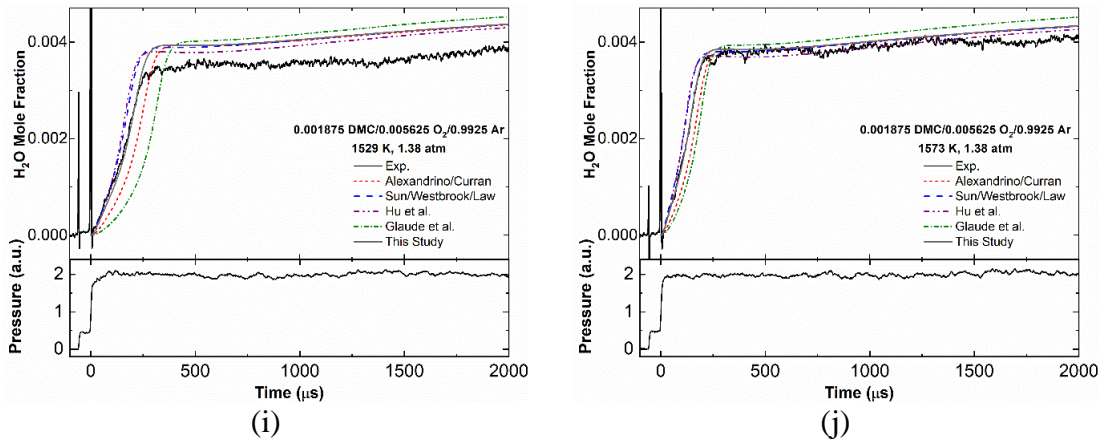 0.004
0.002
0.000
H₂O Mole Fraction
0.001875 DMC/0.005625 O₂/0.9925 Ar
1529 K, 1.38 atm
Exp.
Alexandrino/Curran
Sun/Westbrook/Law
Hu et al.
Glaude et al.
This Study
2
1
0
Pressure (a.u.)
0 500 1000 1500 2000
Time (μs)
(i)
0.004
0.002
0.000
H₂O Mole Fraction
0.001875 DMC/0.005625 O₂/0.9925 Ar
1573 K, 1.38 atm
Exp.
Alexandrino/Curran
Sun/Westbrook/Law
Hu et al.
Glaude et al.
This Study
2
1
0
Pressure (a.u.)
0 500 1000 1500 2000
Time (μs)
(j)